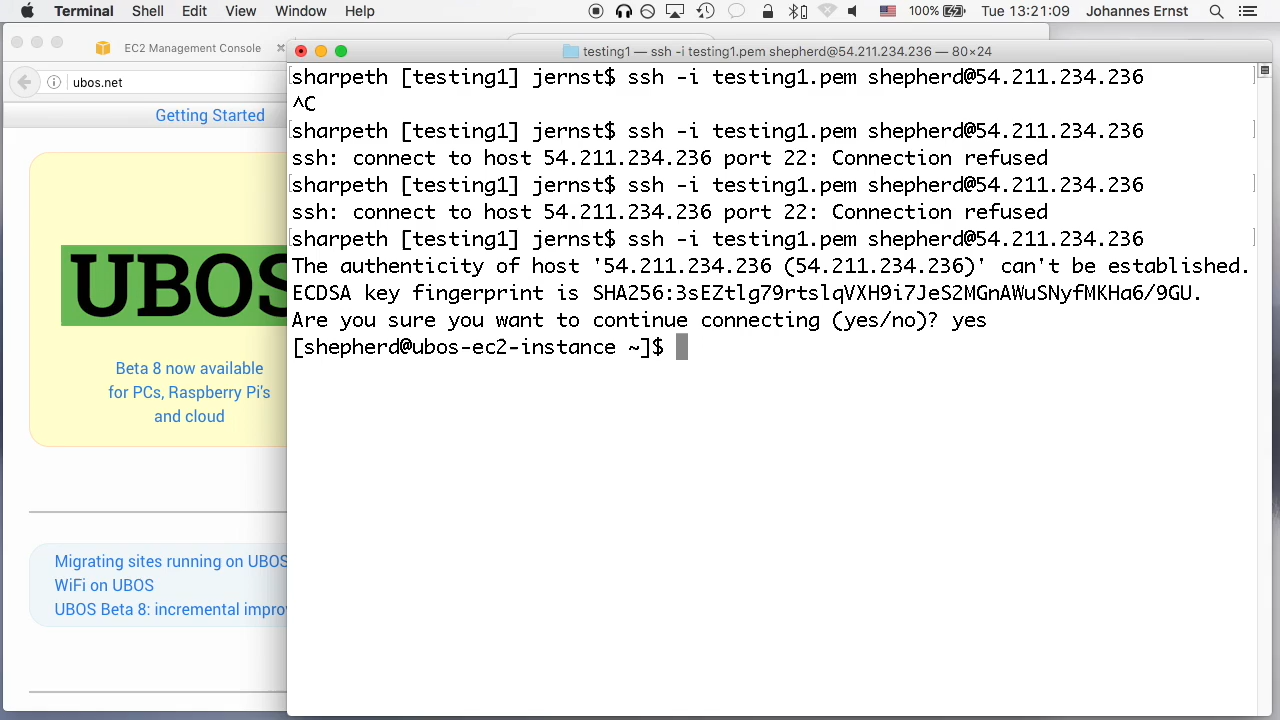 Terminal Shell Edit View Window Help 100% Tue 13:21:09 Johannes Ernst
EC2 Management Console
ubos.net
Getting Started
UBOS
Beta 8 now available
for PCs, Raspberry Pi's
and cloud
Migrating sites running on UBOS
WiFi on UBOS
UBOS Beta 8: incremental impro
testing1 — ssh -i testing1.pem shepherd@54.211.234.236 — 80×24
sharpeth [testing1] jernst$ ssh -i testing1.pem shepherd@54.211.234.236
^C
sharpeth [testing1] jernst$ ssh -i testing1.pem shepherd@54.211.234.236
ssh: connect to host 54.211.234.236 port 22: Connection refused
sharpeth [testing1] jernst$ ssh -i testing1.pem shepherd@54.211.234.236
ssh: connect to host 54.211.234.236 port 22: Connection refused
sharpeth [testing1] jernst$ ssh -i testing1.pem shepherd@54.211.234.236
The authenticity of host '54.211.234.236 (54.211.234.236)' can't be established.
ECDSA key fingerprint is SHA256:3sEZtlg79rtslqVXH9i7JeS2MGnAWuSNyfMKHa6/9GU.
Are you sure you want to continue connecting (yes/no)? yes
[shepherd@ubos-ec2-instance ~]$